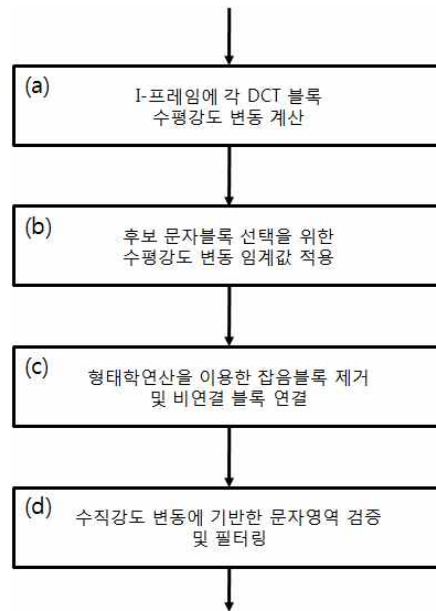 (a)
I-프레임에 각 DCT 블록
수평강도 변동 계산
(b)
후보 문자블록 선택을 위한
수평강도 변동 임계값 적용
(c)
형태학연산을 이용한 잡음블록 제거
및 비연결 블록 연결
(d)
수직강도 변동에 기반한 문자영역 검증
및 필터링